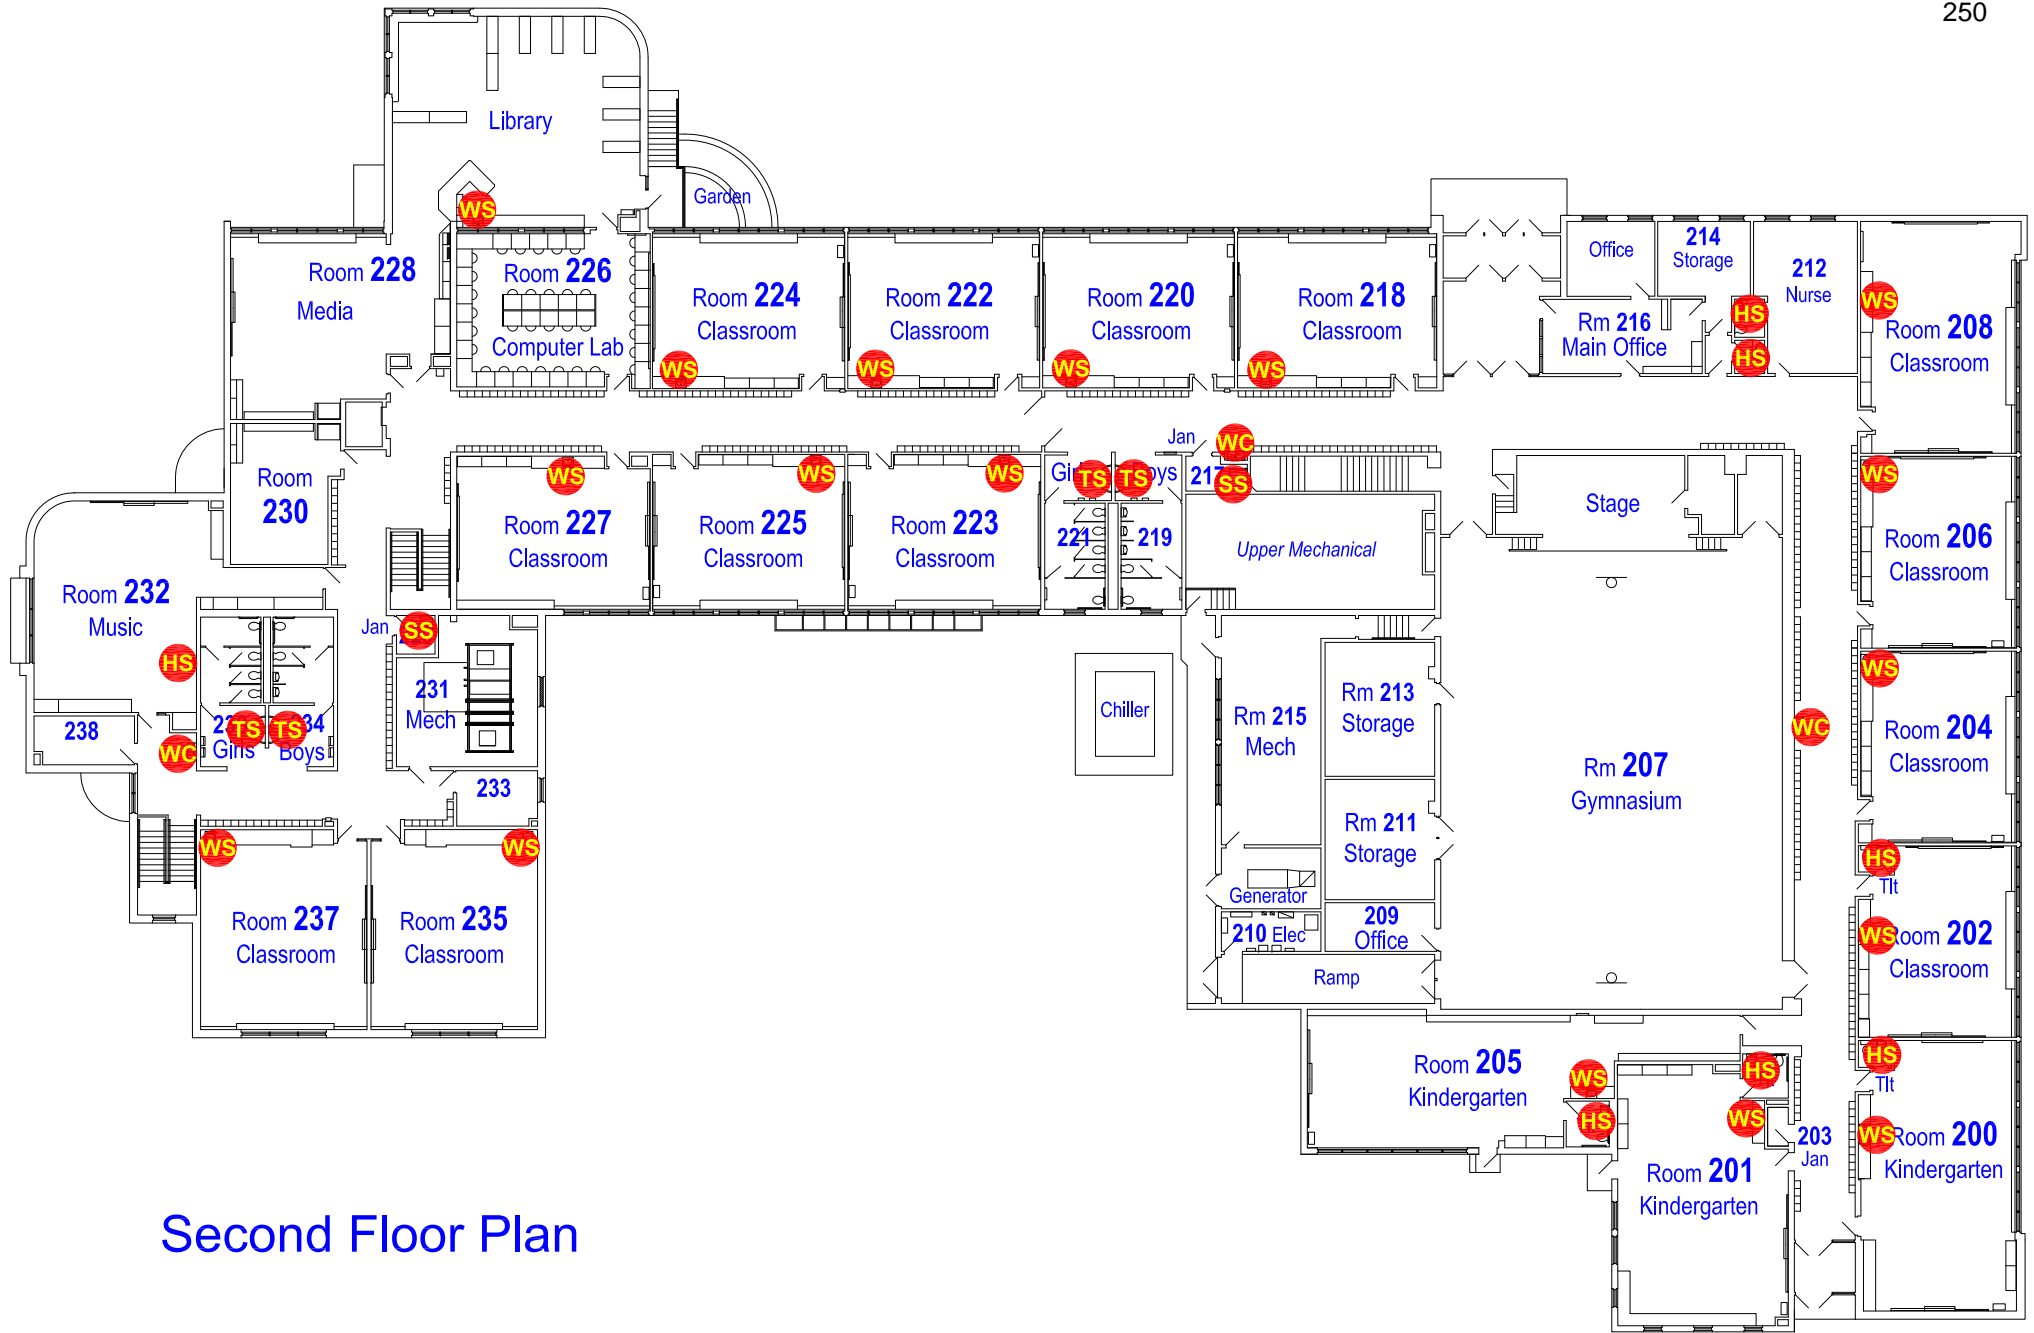 250
Library
Garden
WS
Room 228
Media
Room 226
Computer Lab
Room 224
Classroom
WS
Room 222
Classroom
WS
Room 220
Classroom
WS
Room 218
Classroom
WS
Office
214
Storage
212
Nurse
Rm 216
Main Office
HS
HS
WS
Room 208
Classroom
Jan
WC
217
SS
Room
230
WS
Room 227
Classroom
WS
Room 225
Classroom
WS
Room 223
Classroom
TS
TS
221
219
Upper Mechanical
Stage
WS
Room 206
Classroom
Room 232
Music
HS
Jan
SS
231
Mech
238
WC
TS
TS
Girls
Boys
233
Chiller
Rm 215
Mech
Rm 213
Storage
Rm 207
Gymnasium
WC
WS
Room 204
Classroom
Rm 211
Storage
WS
Room 237
Classroom
WS
Room 235
Classroom
Generator
210 Elec
209
Office
Ramp
HS
Tlt
WS
Room 202
Classroom
Room 205
Kindergarten
WS
HS
HS
WS
Room 201
Kindergarten
203
Jan
HS
Tlt
WS
Room 200
Kindergarten
Second Floor Plan